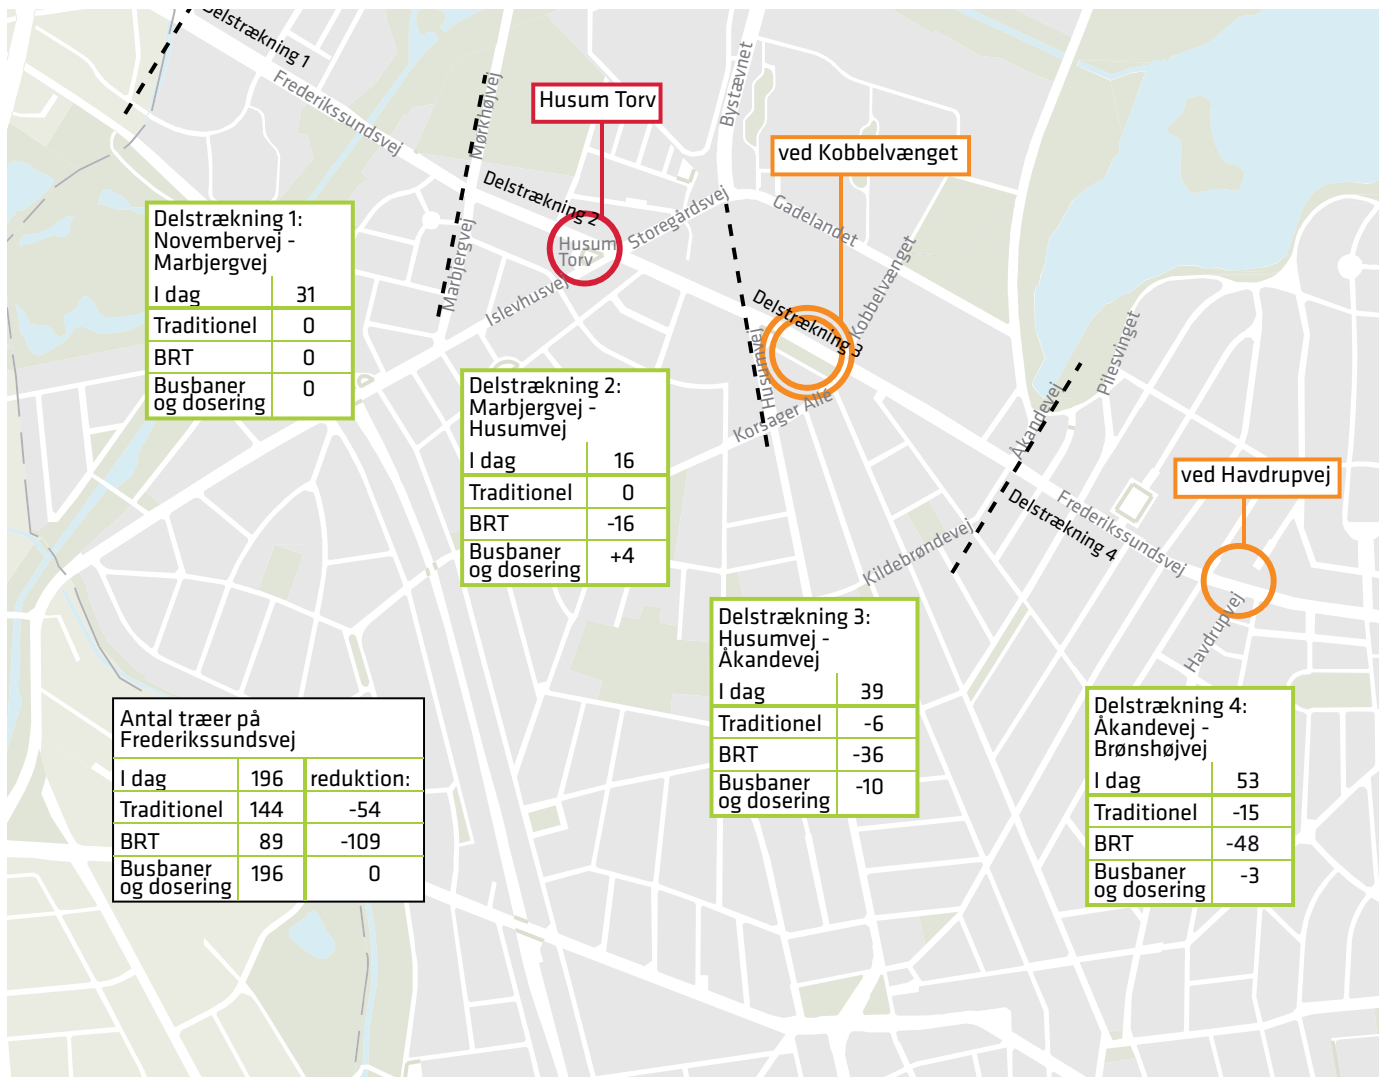 Delstrækning 1
Frederikssundsvej
Mørkhøjvej
Marbjergvej
Husum Torv
Bystævnet
ved Kobbelvænget
Delstrækning 2
Husum
Torv
Storegårdsvej
Islevhusvej
Gadelandet
Kobbelvænget
Delstrækning 3
Husumvej
Korsager Allé
Åkandevej
Pilesvinget
Kildebrøndevej
Delstrækning 4
Frederikssundsvej
ved Havdrupvej
Havdrupvej
Delstrækning 1:
Novembervej -
Marbjergvej
I dag 31
Traditionel 0
BRT 0
Busbaner
og dosering 0
Delstrækning 2:
Marbjergvej -
Husumvej
I dag 16
Traditionel 0
BRT -16
Busbaner
og dosering +4
Delstrækning 3:
Husumvej -
Åkandevej
I dag 39
Traditionel -6
BRT -36
Busbaner
og dosering -10
Delstrækning 4:
Åkandevej -
Brønshøjvej
I dag 53
Traditionel -15
BRT -48
Busbaner
og dosering -3
Antal træer på
Frederikssundsvej
I dag 196 reduktion:
Traditionel 144 -54
BRT 89 -109
Busbaner
og dosering 196 0